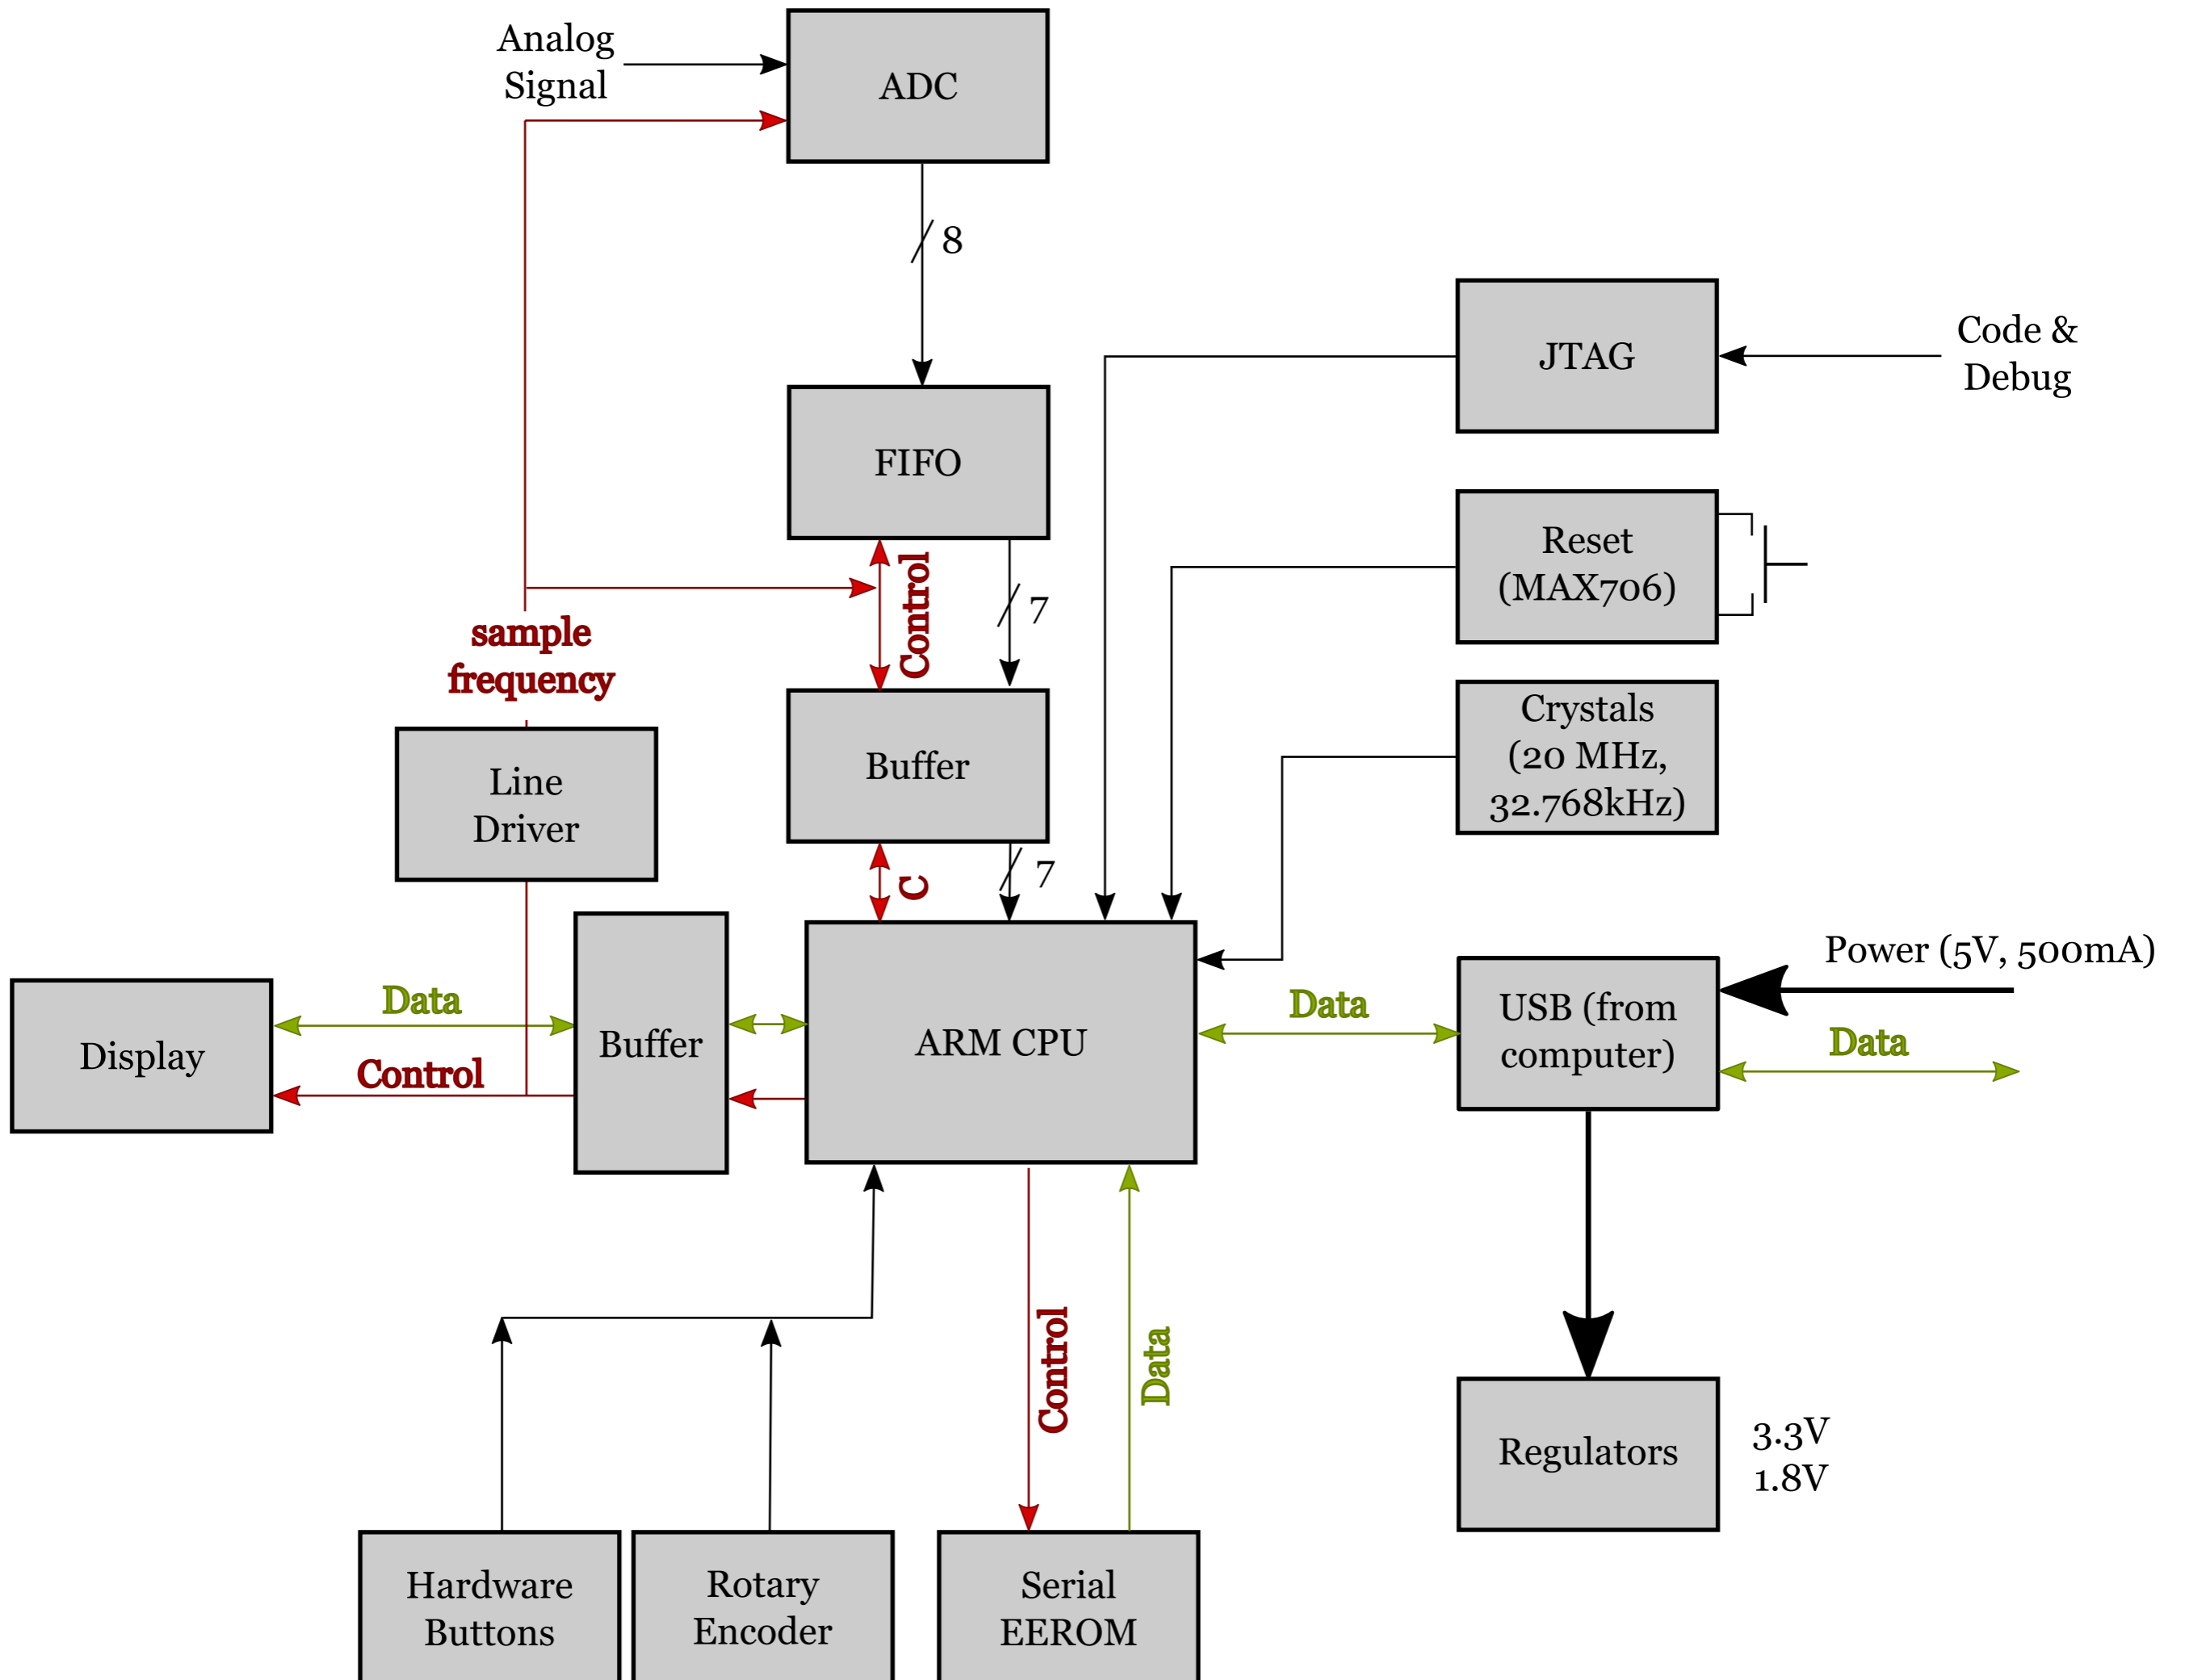 Analog
Signal
ADC
8
JTAG
Code &
Debug
FIFO
Reset
(MAX706)
Control
7
sample
frequency
Crystals
(20 MHz,
32.768kHz)
Buffer
Line
Driver
C
7
Power (5V, 500mA)
Data
Display
Control
Buffer
ARM CPU
Data
USB (from
computer)
Data
Control
Data
Regulators
3.3V
1.8V
Hardware
Buttons
Rotary
Encoder
Serial
EEROM